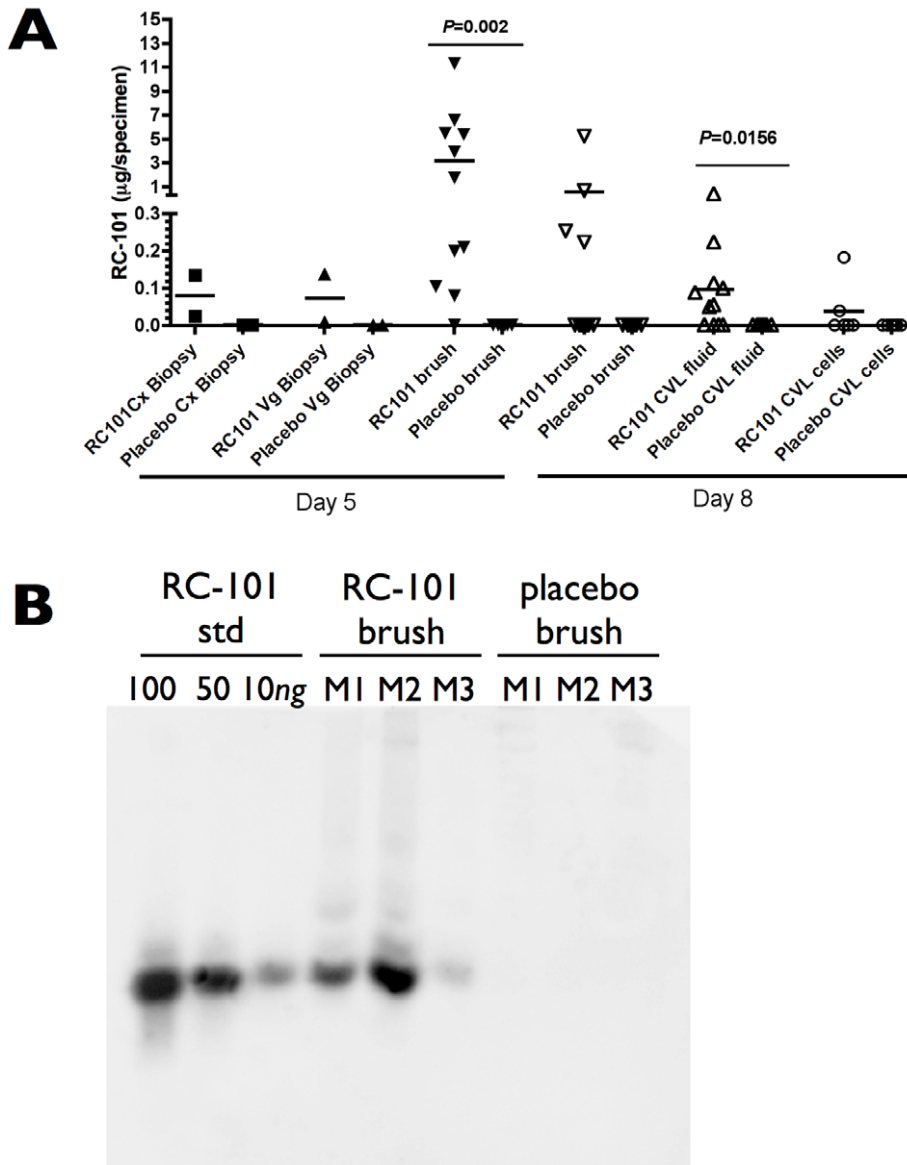 A
RC-101 (µg/specimen)
15
13
11
9
7
5
3
1
0.3
0.2
0.1
0.0
P=0.002
P=0.0156
RC101Cx Biopsy
Placebo Cx Biopsy
RC101 Vg Biopsy
Placebo Vg Biopsy
RC101 brush
Placebo brush
RC101 brush
Placebo brush
RC101 CVL fluid
Placebo CVL fluid
RC101 CVL cells
Placebo CVL cells
Day 5
Day 8
B
RC-101 std
RC-101 brush
placebo brush
100 50 10ng M1 M2 M3 M1 M2 M3